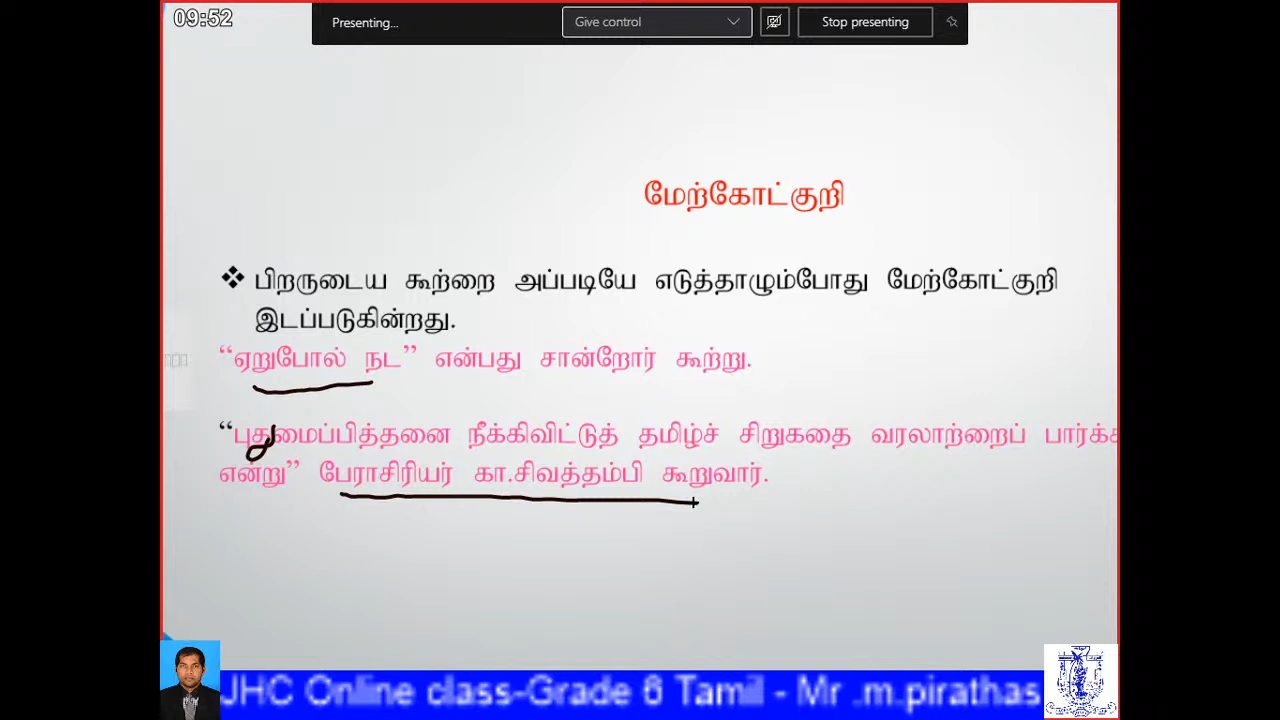 09:52
Presenting...
Give control
Stop presenting
மேற்கோட்குறி
❖ பிறருடைய கூற்றை அப்படியே எடுத்தாழும்போது மேற்கோட்குறி
இடப்படுகின்றது.
“ஏறுபோல் நட” என்பது சான்றோர் கூற்று.
“புதுமைப்பித்தனை நீக்கிவிட்டுத் தமிழ்ச் சிறுகதை வரலாற்றைப்
என்று” பேராசிரியர் கா.சிவத்தம்பி கூறுவார்.
JHC Online class-Grade 6 Tamil - Mr .m.pirathas